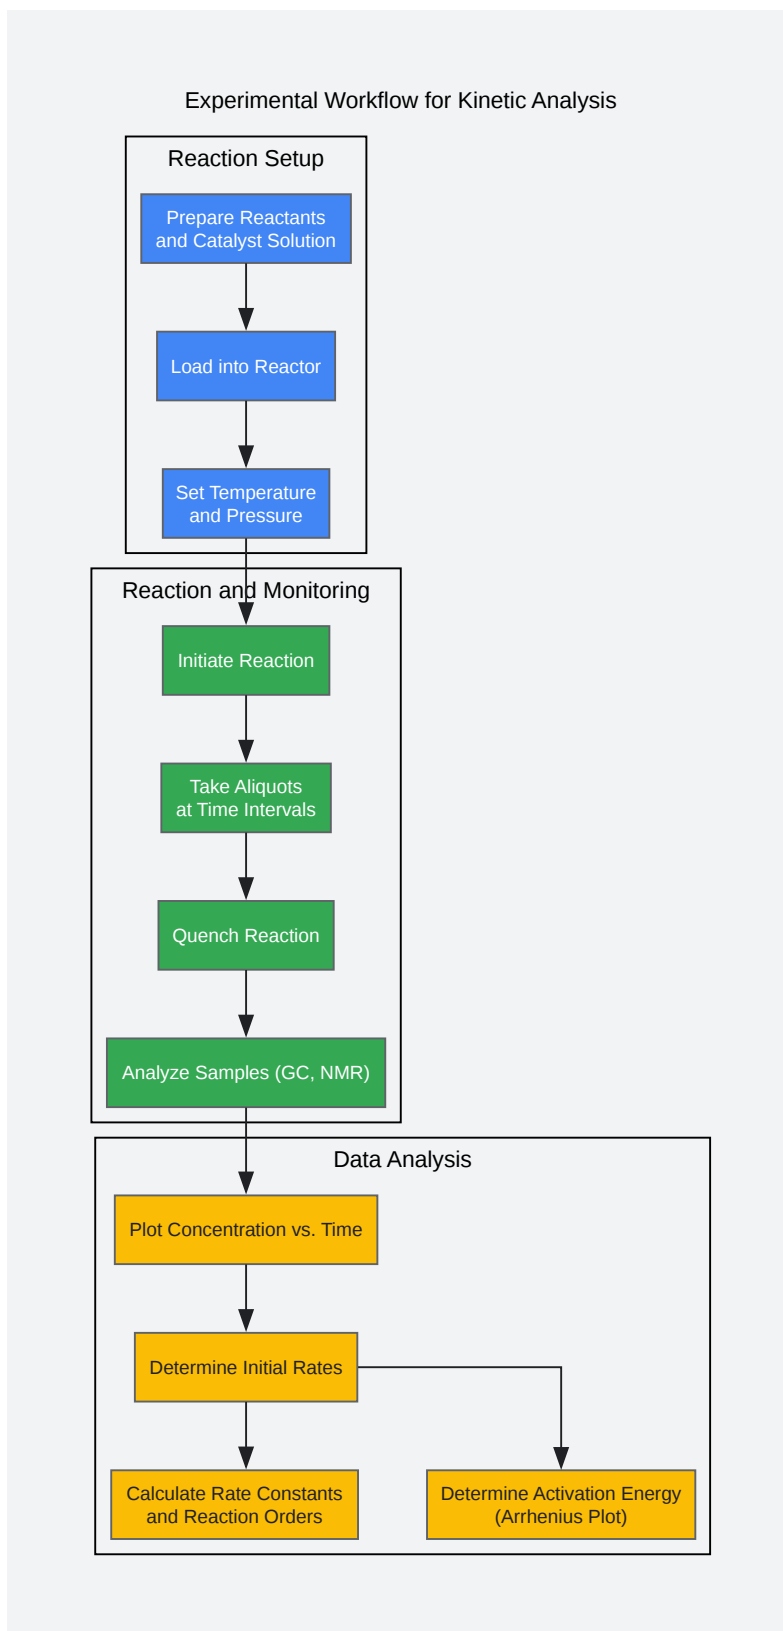 Experimental Workflow for Kinetic Analysis
Reaction Setup
Prepare Reactants
and Catalyst Solution
Load into Reactor
Set Temperature
and Pressure
Reaction and Monitoring
Initiate Reaction
Take Aliquots
at Time Intervals
Quench Reaction
Analyze Samples (GC, NMR)
Data Analysis
Plot Concentration vs. Time
Determine Initial Rates
Calculate Rate Constants
and Reaction Orders
Determine Activation Energy
(Arrhenius Plot)